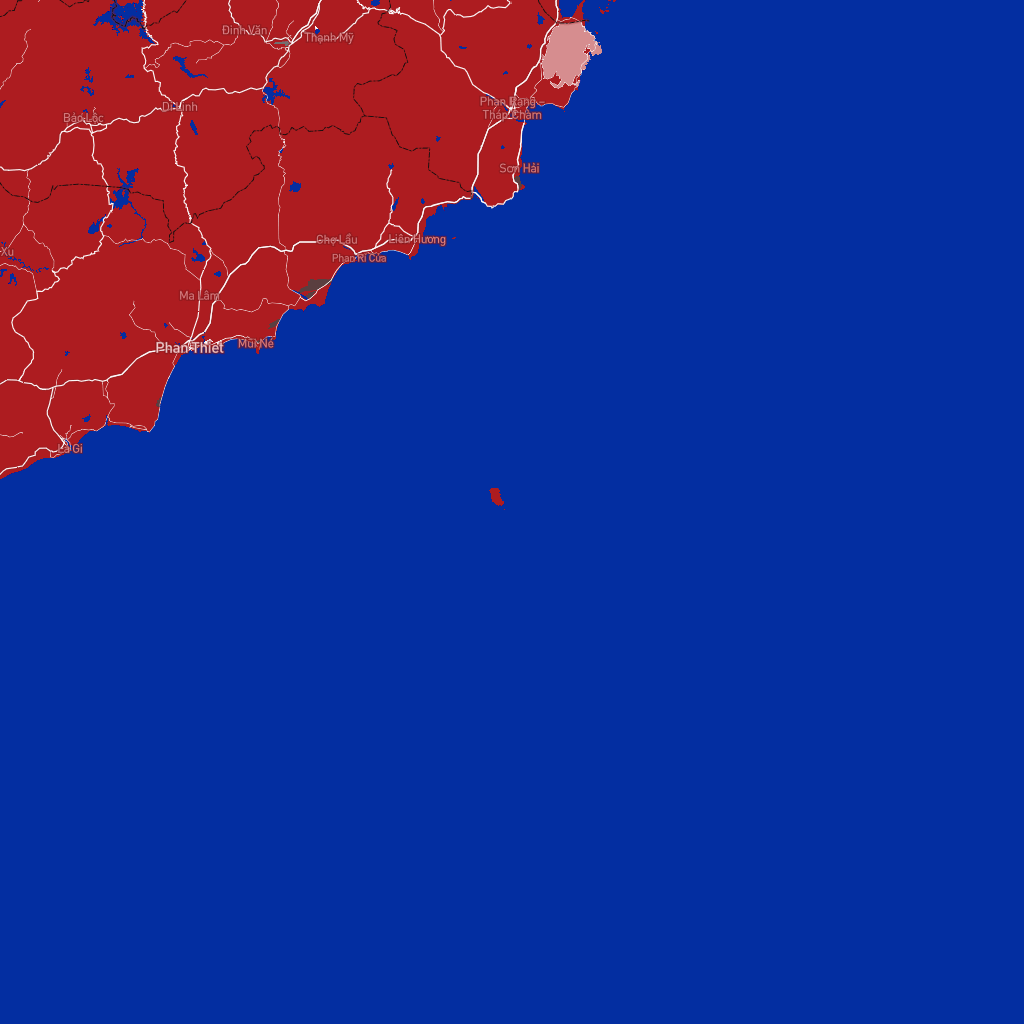 Đinh Văn
Thạnh Mỹ
Phan Rang –
Tháp Chàm
Di Linh
Bảo Lộc
Sơn Hải
Chợ Lầu
Liên Hương
Xu
Phan Rí Cửa
Ma Lâm
Phan Thiết
Mũi Né
La Gi